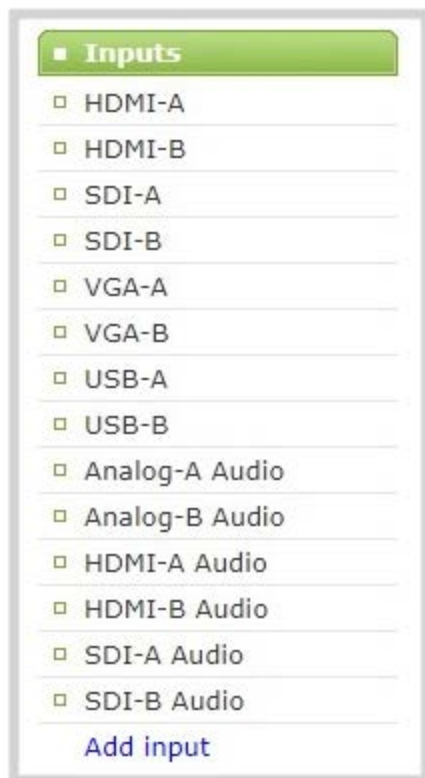 Inputs
HDMI-A
HDMI-B
SDI-A
SDI-B
VGA-A
VGA-B
USB-A
USB-B
Analog-A Audio
Analog-B Audio
HDMI-A Audio
HDMI-B Audio
SDI-A Audio
SDI-B Audio
Add input